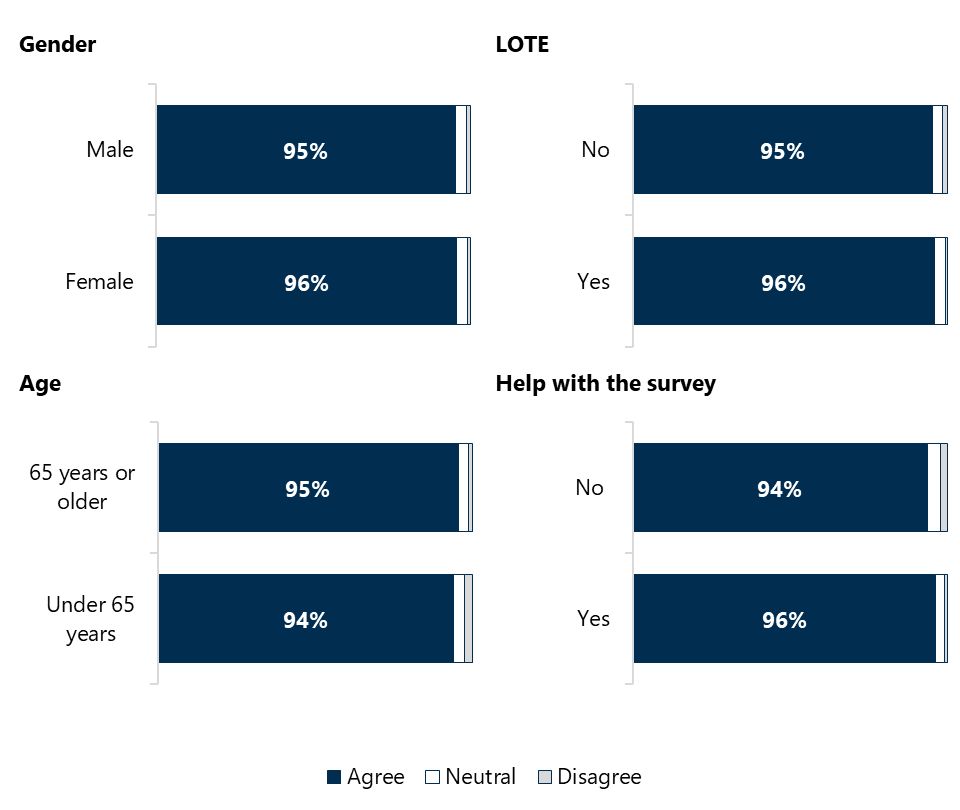 Gender
Male
95%
Female
96%
LOTE
No
95%
Yes
96%
Age
65 years or
older
95%
Under 65
years
94%
Help with the survey
No
94%
Yes
96%
Agree Neutral Disagree